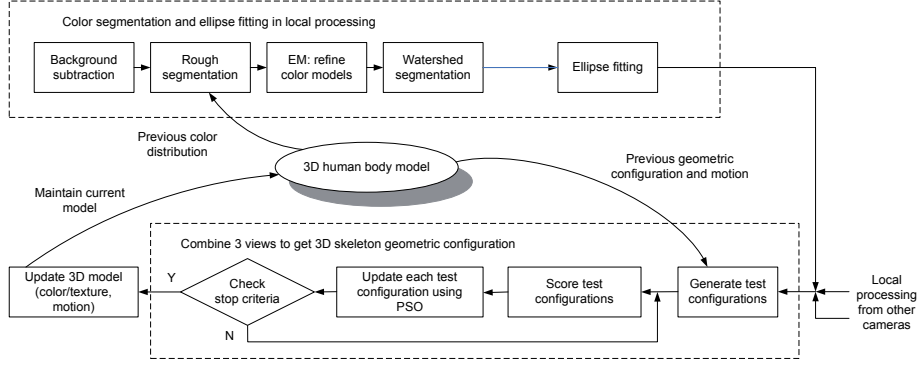 Color segmentation and ellipse fitting in local processing
Background
subtraction
Rough
segmentation
EM: refine
color models
Watershed
segmentation
Ellipse fitting
Previous color
distribution
3D human body model
Previous geometric
configuration and motion
Maintain current
model
Combine 3 views to get 3D skeleton geometric configuration
Update 3D model
(color/texture,
motion)
Y
Check
stop criteria
N
Update each test
configuration using
PSO
Score test
configurations
Generate test
configurations
Local
processing
from other
cameras